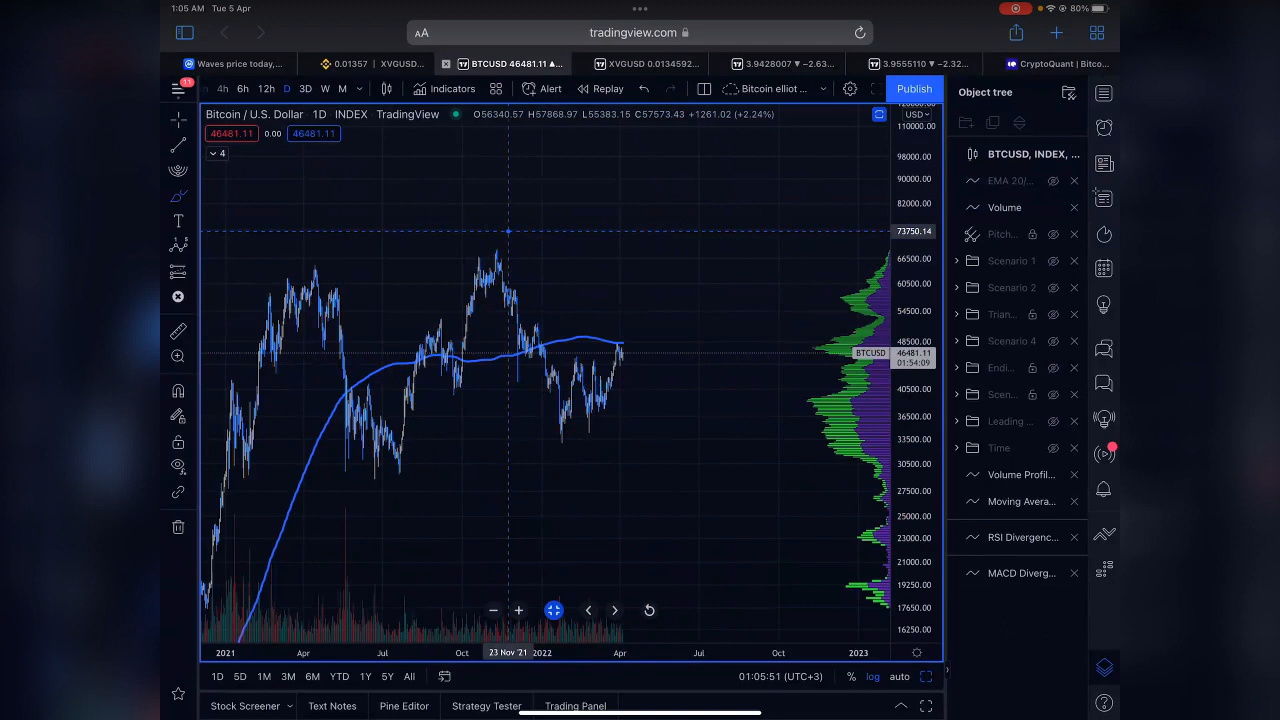 1:05 AM Tue 5 Apr
80%
AA
tradingview.com
Waves price today,...
0.01357 | XVGUSD...
BTCUSD 46481.11 ▲...
XVGUSD 0.0134592...
3.9428007 ▼ −2.63...
3.9555110 ▼ −2.32...
CryptoQuant | Bitco...
11
4h 6h 12h D 3D W M
Indicators
Alert
Replay
Bitcoin elliot ...
Publish
Object tree
Bitcoin / U.S. Dollar 1D INDEX TradingView
O56340.57 H57868.97 L55383.15 C57573.43 +1261.02 (+2.24%)
USD
46481.11 0.00 46481.11
4
110000.00
98000.00
90000.00
82000.00
73750.14
66500.00
60500.00
54500.00
48500.00
BTCUSD 46481.11
01:54:09
40500.00
36500.00
33500.00
30500.00
27500.00
25000.00
23000.00
21000.00
19250.00
17650.00
16250.00
BTCUSD, INDEX, ...
EMA 20/...
Volume
Pitch...
Scenario 1
Scenario 2
Trian...
Scenario 4
Endi...
Scen...
Leading ...
Time
Volume Profil...
Moving Avera...
RSI Divergenc...
MACD Diverg...
2021 Apr Jul Oct 23 Nov '21 2022 Apr Jul Oct 2023
1D 5D 1M 3M 6M YTD 1Y 5Y All
01:05:51 (UTC+3)
% log auto
Stock Screener Text Notes Pine Editor Strategy Tester Trading Panel